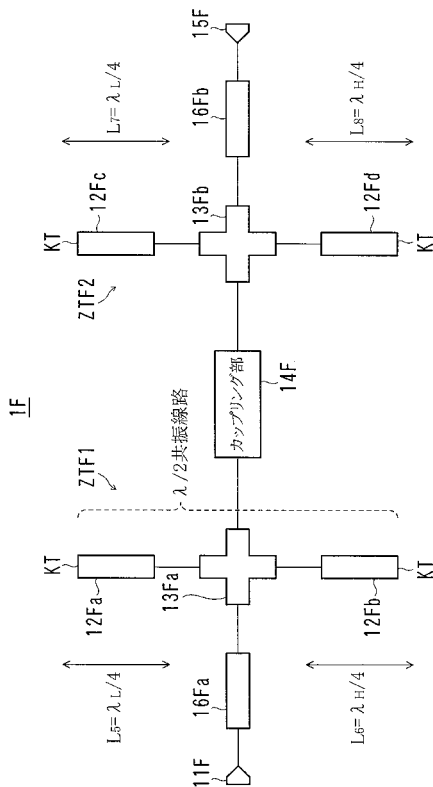 1F
ZTF1
ZTF2
λ/2共振線路
L5=λL/4
L7=λL/4
KT
12Fa
KT
12Fc
11F
16Fa
13Fa
カップリング部
14F
13Fb
16Fb
15F
12Fb
KT
12Fd
KT
L6=λH/4
L8=λH/4